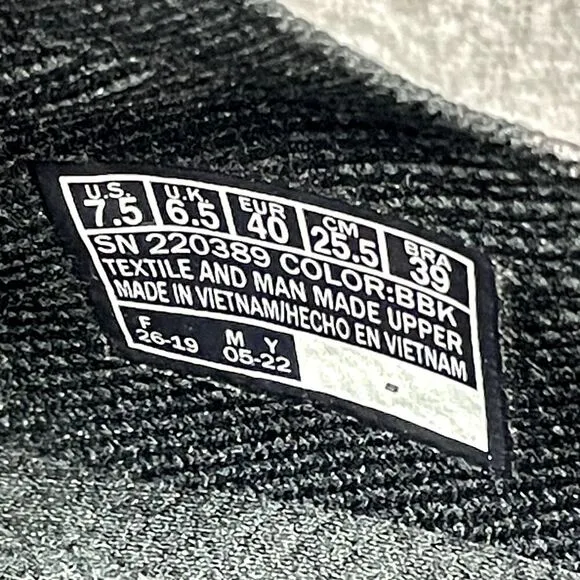 U.S. U.K. EUR CM BRA
7.5 6.5 40 25.5 39
SN 220389 COLOR:BBK
TEXTILE AND MAN MADE UPPER
MADE IN VIETNAM/HECHO EN VIETNAM
F M Y
26-19 05-22